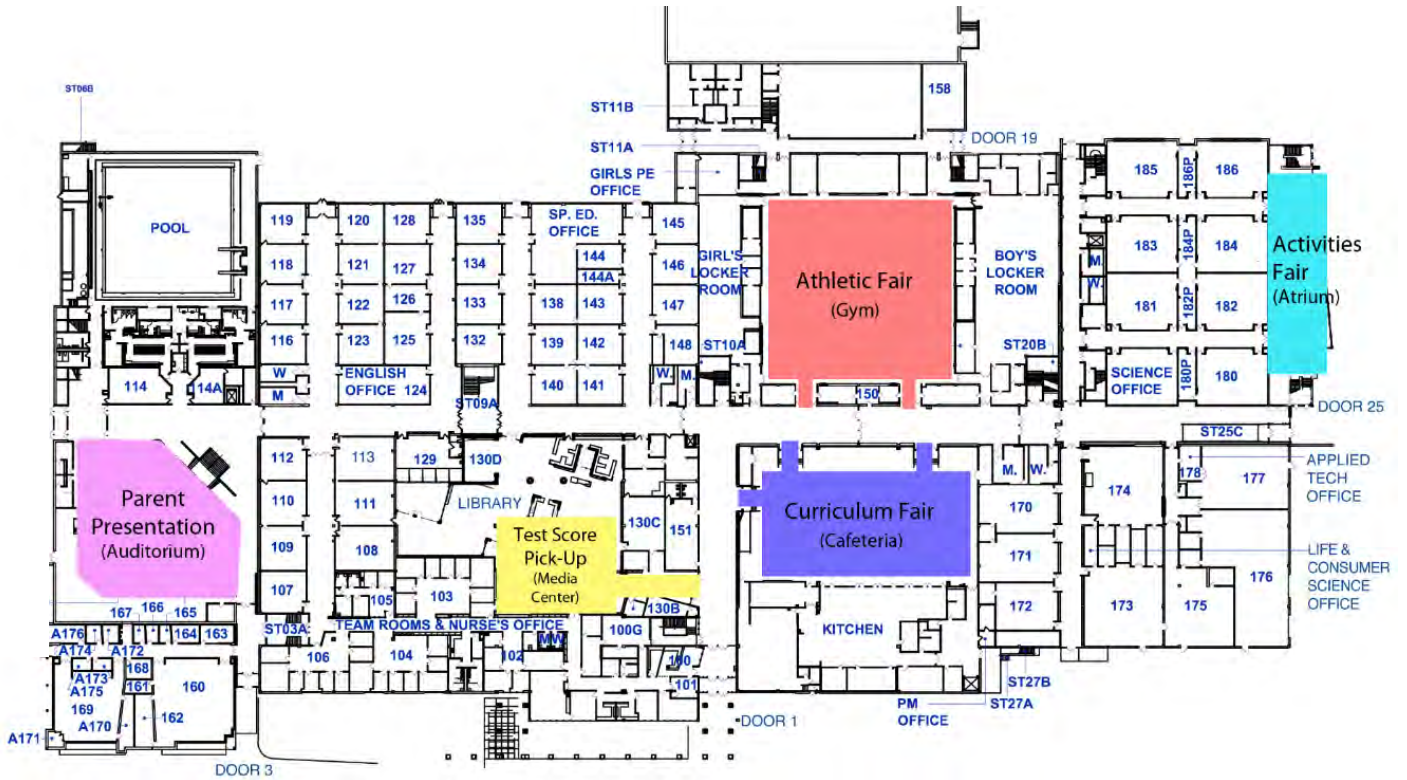 ST06B
158
ST11B
DOOR 19
ST11A
GIRLS PE
OFFICE
185
186P
186
POOL
119
120
128
135
SP. ED.
OFFICE
145
118
121
127
134
144
144A
146
GIRL'S
LOCKER
ROOM
Athletic Fair
(Gym)
BOY'S
LOCKER
ROOM
183
184P
184
M.
W.
Activities
Fair
(Atrium)
117
122
126
133
138
143
147
181
182P
182
116
123
125
132
139
142
148
ST10A
ST20B
114
14A
W
M
ENGLISH
OFFICE 124
ST09A
140
141
W.
M.
150
SCIENCE
OFFICE
180P
180
DOOR 25
ST25C
112
113
129
130D
M.
W.
178
177
APPLIED
TECH
OFFICE
174
Parent
Presentation
(Auditorium)
110
111
LIBRARY
130C
151
Curriculum Fair
(Cafeteria)
170
109
108
Test Score
Pick-Up
(Media
Center)
171
LIFE &
CONSUMER
SCIENCE
OFFICE
107
105
103
130B
172
173
175
176
167
166
165
A176
A174
A172
164
163
ST03A
TEAM ROOMS & NURSE'S OFFICE
100G
KITCHEN
106
104
102
M
W
100
101
168
A173
A175
161
160
169
162
A170
A171
DOOR 3
DOOR 1
PM
OFFICE
ST27B
ST27A